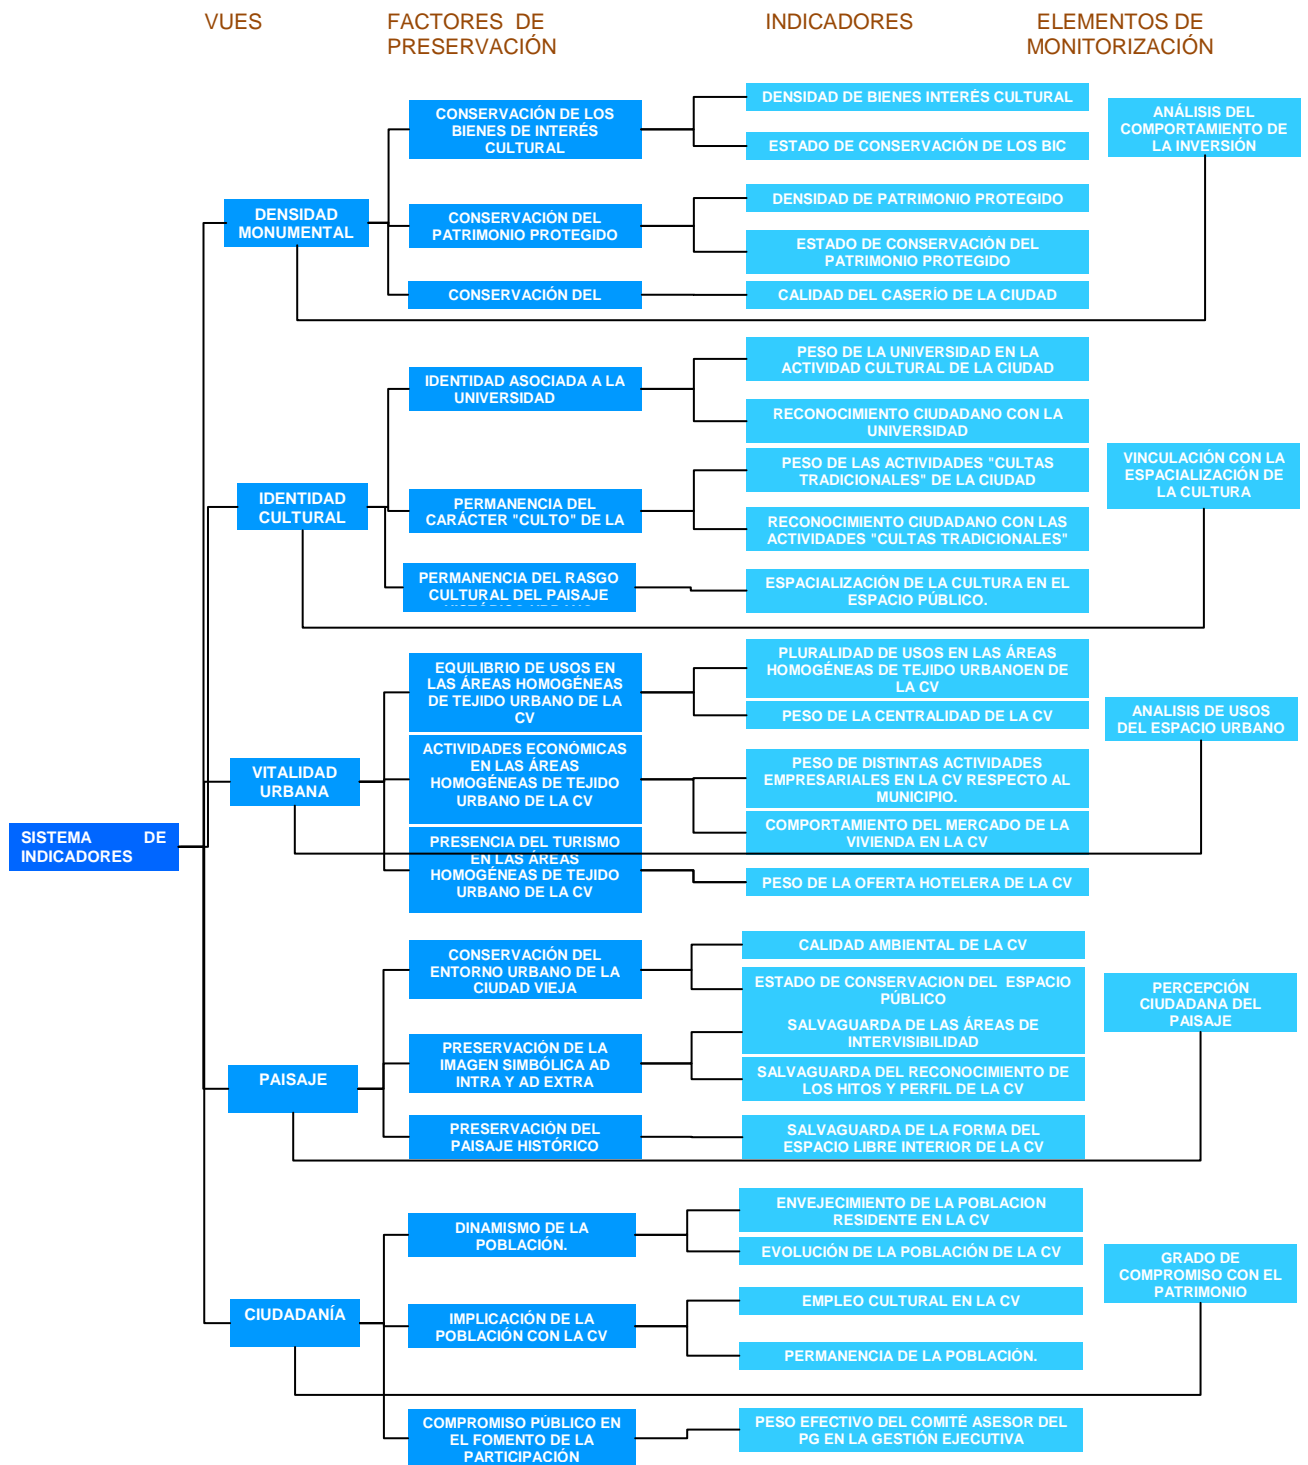 VUES
FACTORES DE
PRESERVACIÓN
INDICADORES
ELEMENTOS DE
MONITORIZACIÓN
SISTEMA DE
INDICADORES
DENSIDAD
MONUMENTAL
CONSERVACIÓN DE LOS
BIENES DE INTERÉS
CULTURAL
DENSIDAD DE BIENES INTERÉS CULTURAL
ESTADO DE CONSERVACIÓN DE LOS BIC
CONSERVACIÓN DEL
PATRIMONIO PROTEGIDO
DENSIDAD DE PATRIMONIO PROTEGIDO
ESTADO DE CONSERVACIÓN DEL
PATRIMONIO PROTEGIDO
CONSERVACIÓN DEL
CALIDAD DEL CASERÍO DE LA CIUDAD
ANÁLISIS DEL
COMPORTAMIENTO DE
LA INVERSIÓN
IDENTIDAD
CULTURAL
IDENTIDAD ASOCIADA A LA
UNIVERSIDAD
PESO DE LA UNIVERSIDAD EN LA
ACTIVIDAD CULTURAL DE LA CIUDAD
RECONOCIMIENTO CIUDADANO CON LA
UNIVERSIDAD
PERMANENCIA DEL
CARÁCTER "CULTO" DE LA
PESO DE LAS ACTIVIDADES "CULTAS
TRADICIONALES" DE LA CIUDAD
RECONOCIMIENTO CIUDADANO CON LAS
ACTIVIDADES "CULTAS TRADICIONALES"
PERMANENCIA DEL RASGO
CULTURAL DEL PAISAJE
ESPACIALIZACIÓN DE LA CULTURA EN EL
ESPACIO PÚBLICO.
VINCULACIÓN CON LA
ESPACIALIZACIÓN DE
LA CULTURA
VITALIDAD
URBANA
EQUILIBRIO DE USOS EN
LAS ÁREAS HOMOGÉNEAS
DE TEJIDO URBANO DE LA
CV
PLURALIDAD DE USOS EN LAS ÁREAS
HOMOGÉNEAS DE TEJIDO URBANOEN DE
LA CV
PESO DE LA CENTRALIDAD DE LA CV
ACTIVIDADES ECONÓMICAS
EN LAS ÁREAS
HOMOGÉNEAS DE TEJIDO
URBANO DE LA CV
PESO DE DISTINTAS ACTIVIDADES
EMPRESARIALES EN LA CV RESPECTO AL
MUNICIPIO.
COMPORTAMIENTO DEL MERCADO DE LA
VIVIENDA EN LA CV
PRESENCIA DEL TURISMO
EN LAS ÁREAS
HOMOGÉNEAS DE TEJIDO
URBANO DE LA CV
PESO DE LA OFERTA HOTELERA DE LA CV
ANALISIS DE USOS
DEL ESPACIO URBANO
PAISAJE
CONSERVACIÓN DEL
ENTORNO URBANO DE LA
CIUDAD VIEJA
CALIDAD AMBIENTAL DE LA CV
ESTADO DE CONSERVACION DEL ESPACIO
PÚBLICO
PRESERVACIÓN DE LA
IMAGEN SIMBÓLICA AD
INTRA Y AD EXTRA
SALVAGUARDA DE LAS ÁREAS DE
INTERVISIBILIDAD
SALVAGUARDA DEL RECONOCIMIENTO DE
LOS HITOS Y PERFIL DE LA CV
PRESERVACIÓN DEL
PAISAJE HISTÓRICO
SALVAGUARDA DE LA FORMA DEL
ESPACIO LIBRE INTERIOR DE LA CV
PERCEPCIÓN
CIUDADANA DEL
PAISAJE
CIUDADANÍA
DINAMISMO DE LA
POBLACIÓN.
ENVEJECIMIENTO DE LA POBLACION
RESIDENTE EN LA CV
EVOLUCIÓN DE LA POBLACIÓN DE LA CV
IMPLICACIÓN DE LA
POBLACIÓN CON LA CV
EMPLEO CULTURAL EN LA CV
PERMANENCIA DE LA POBLACIÓN.
COMPROMISO PÚBLICO EN
EL FOMENTO DE LA
PARTICIPACIÓN
PESO EFECTIVO DEL COMITÉ ASESOR DEL
PG EN LA GESTIÓN EJECUTIVA
GRADO DE
COMPROMISO CON EL
PATRIMONIO